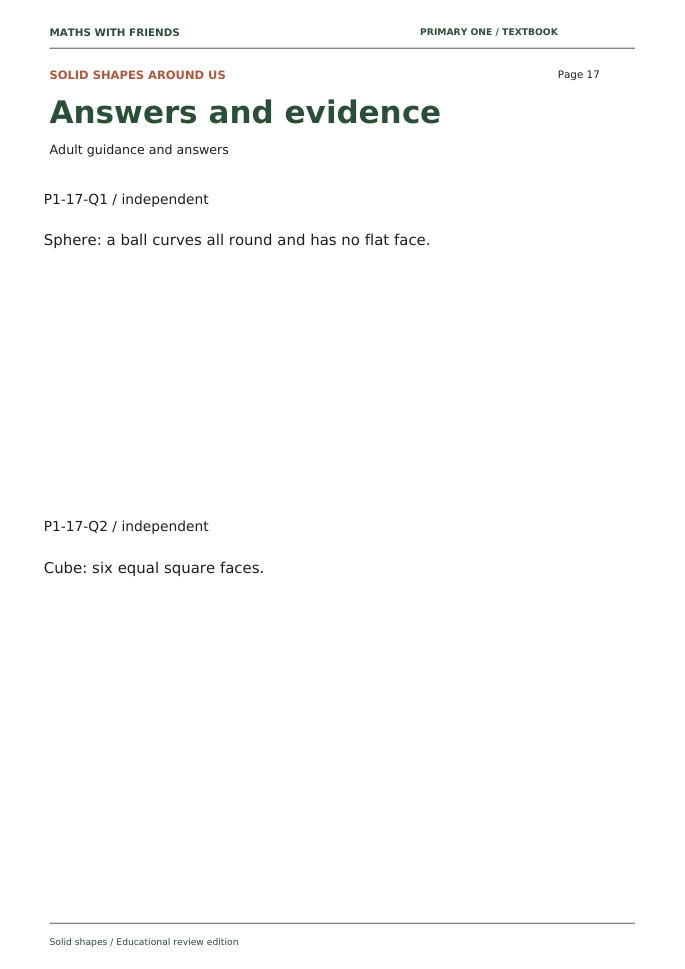 MATHS WITH FRIENDS
PRIMARY ONE / TEXTBOOK
SOLID SHAPES AROUND US
Page 17
Answers and evidence
Adult guidance and answers
P1-17-Q1 / independent
Sphere: a ball curves all round and has no flat face.
P1-17-Q2 / independent
Cube: six equal square faces.
Solid shapes / Educational review edition